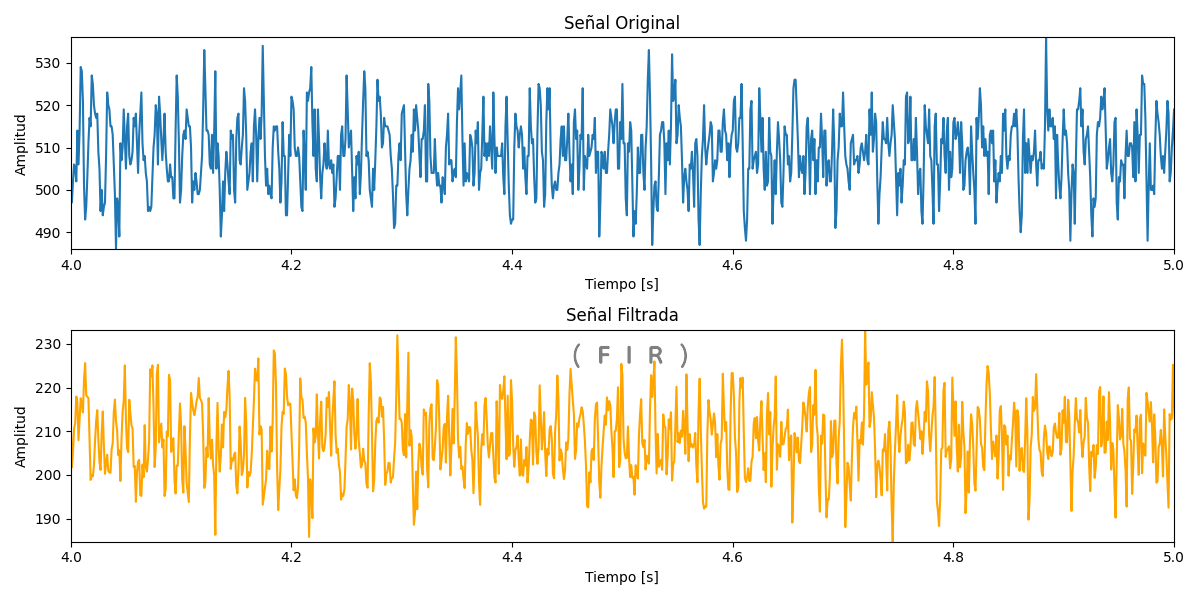 Señal Original
Amplitud
530
520
510
500
490
4.0 4.2 4.4 4.6 4.8 5.0
Tiempo [s]
Señal Filtrada
( F I R )
Amplitud
230
220
210
200
190
4.0 4.2 4.4 4.6 4.8 5.0
Tiempo [s]